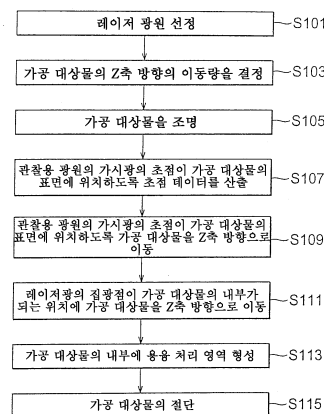 레이저 광원 선정
S101
가공 대상물의 Z축 방향의 이동량을 결정
S103
가공 대상물을 조명
S105
관찰용 광원의 가시광의 초점이 가공 대상물의
표면에 위치하도록 초점 데이터를 산출
S107
관찰용 광원의 가시광의 초점이 가공 대상물의
표면에 위치하도록 가공 대상물을 Z축 방향으로
이동
S109
레이저광의 집광점이 가공 대상물의 내부가
되는 위치에 가공 대상물을 Z축 방향으로 이동
S111
가공 대상물의 내부에 용융 처리 영역 형성
S113
가공 대상물의 절단
S115